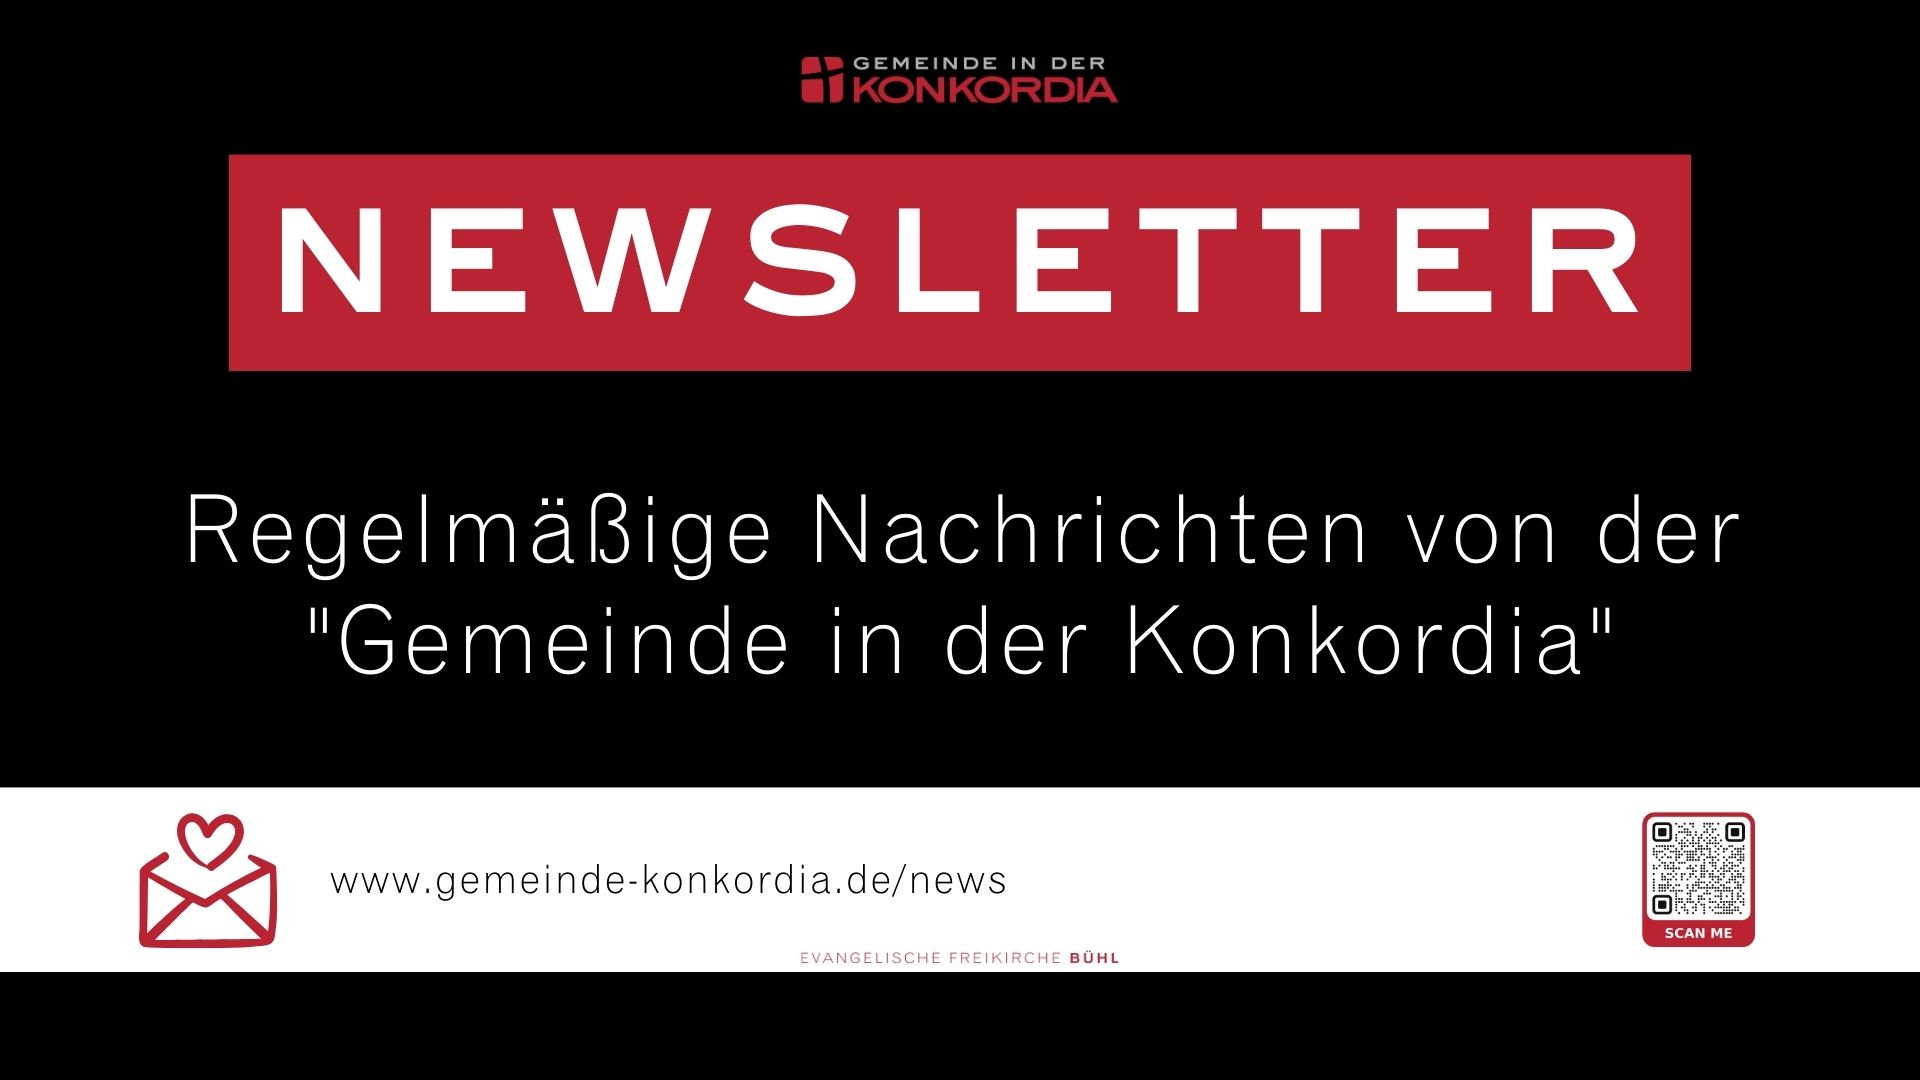 GEMEINDE IN DER
KONKORDIA
NEWSLETTER
Regelmäßige Nachrichten von der
"Gemeinde in der Konkordia"
www.gemeinde-konkordia.de/news
SCAN ME
EVANGELISCHE FREIKIRCHE BÜHL